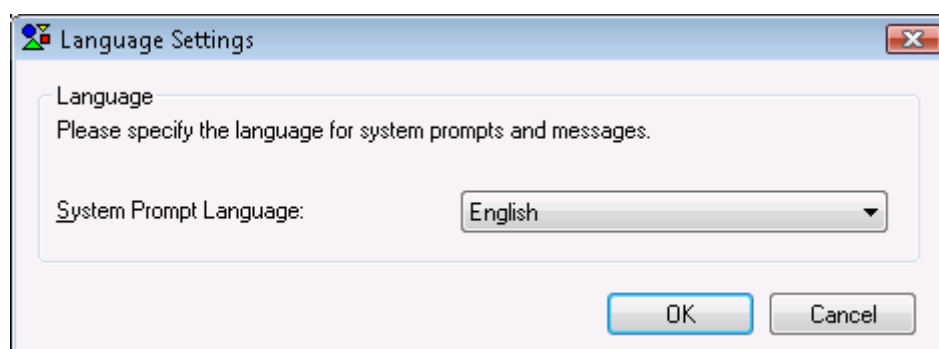 Language Settings
Language
Please specify the language for system prompts and messages.
System Prompt Language:
English
OK
Cancel